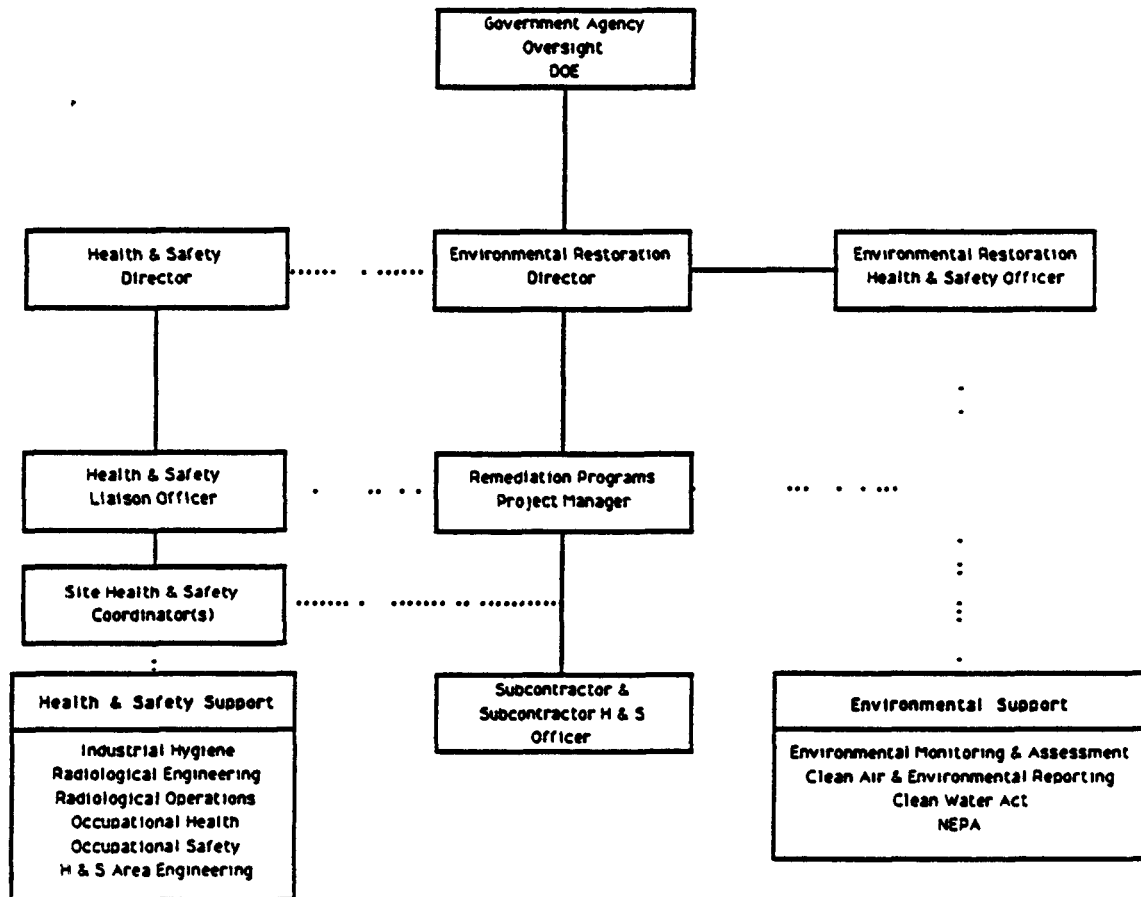 Government Agency
Oversight
DOE
Health & Safety
Director
Environmental Restoration
Director
Environmental Restoration
Health & Safety Officer
Health & Safety
Liaison Officer
Remediation Programs
Project Manager
Site Health & Safety
Coordinator(s)
Health & Safety Support
Industrial Hygiene
Radiological Engineering
Radiological Operations
Occupational Health
Occupational Safety
H & S Area Engineering
Subcontractor &
Subcontractor H & S
Officer
Environmental Support
Environmental Monitoring & Assessment
Clean Air & Environmental Reporting
Clean Water Act
NEPA